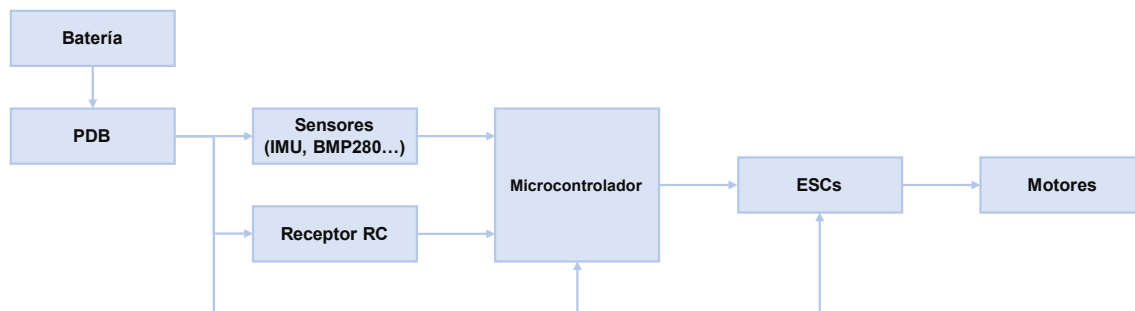 Batería
PDB
Sensores
(IMU, BMP280…)
Microcontrolador
ESCs
Motores
Receptor RC